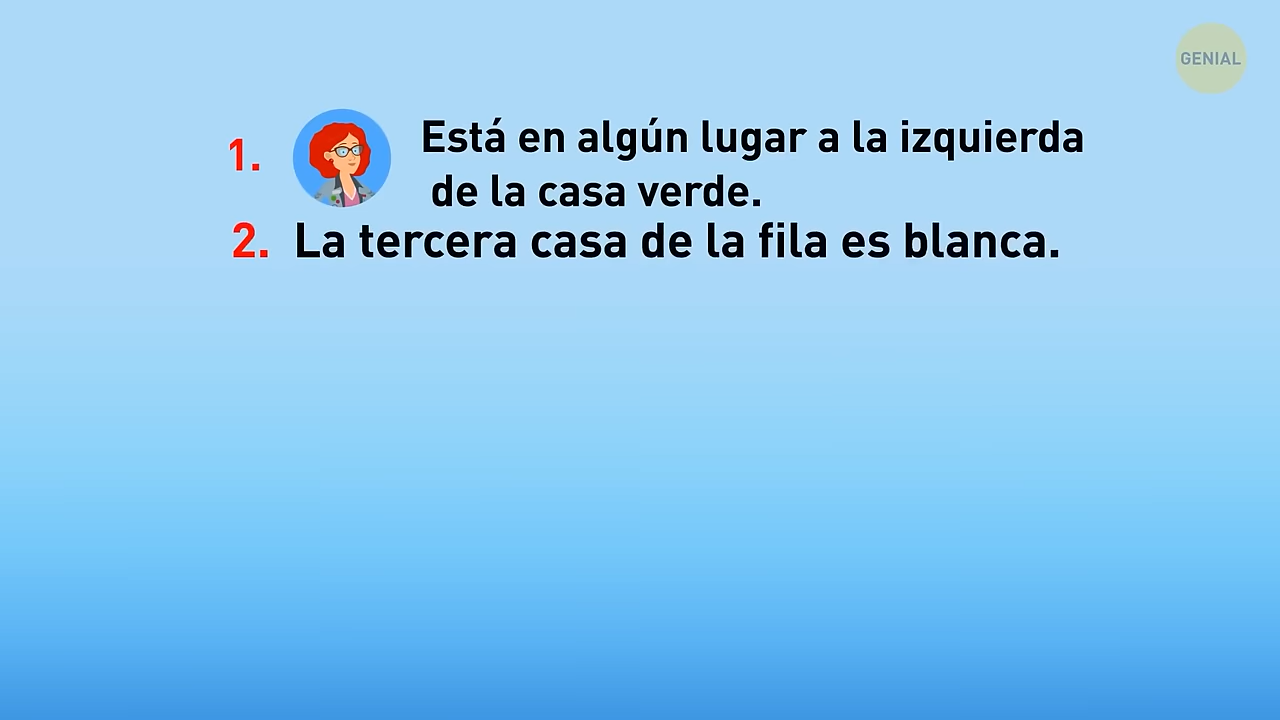 GENIAL
1. Está en algún lugar a la izquierda
de la casa verde.
2. La tercera casa de la fila es blanca.